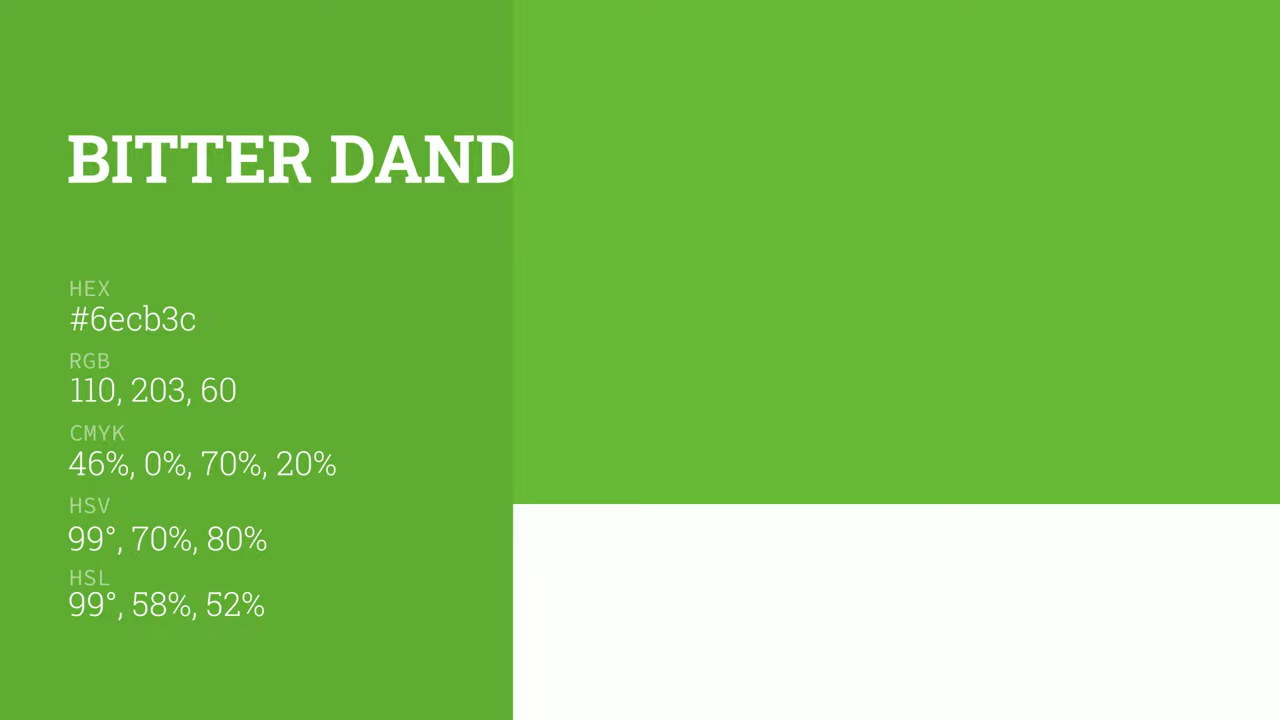 BITTER DAND
HEX
#6ecb3c
RGB
110, 203, 60
CMYK
46%, 0%, 70%, 20%
HSV
99°, 70%, 80%
HSL
99°, 58%, 52%